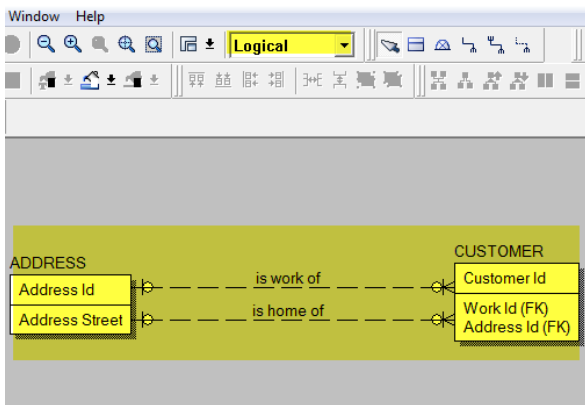 Window Help
Logical
ADDRESS
Address Id
Address Street
is work of
is home of
CUSTOMER
Customer Id
Work Id (FK)
Address Id (FK)